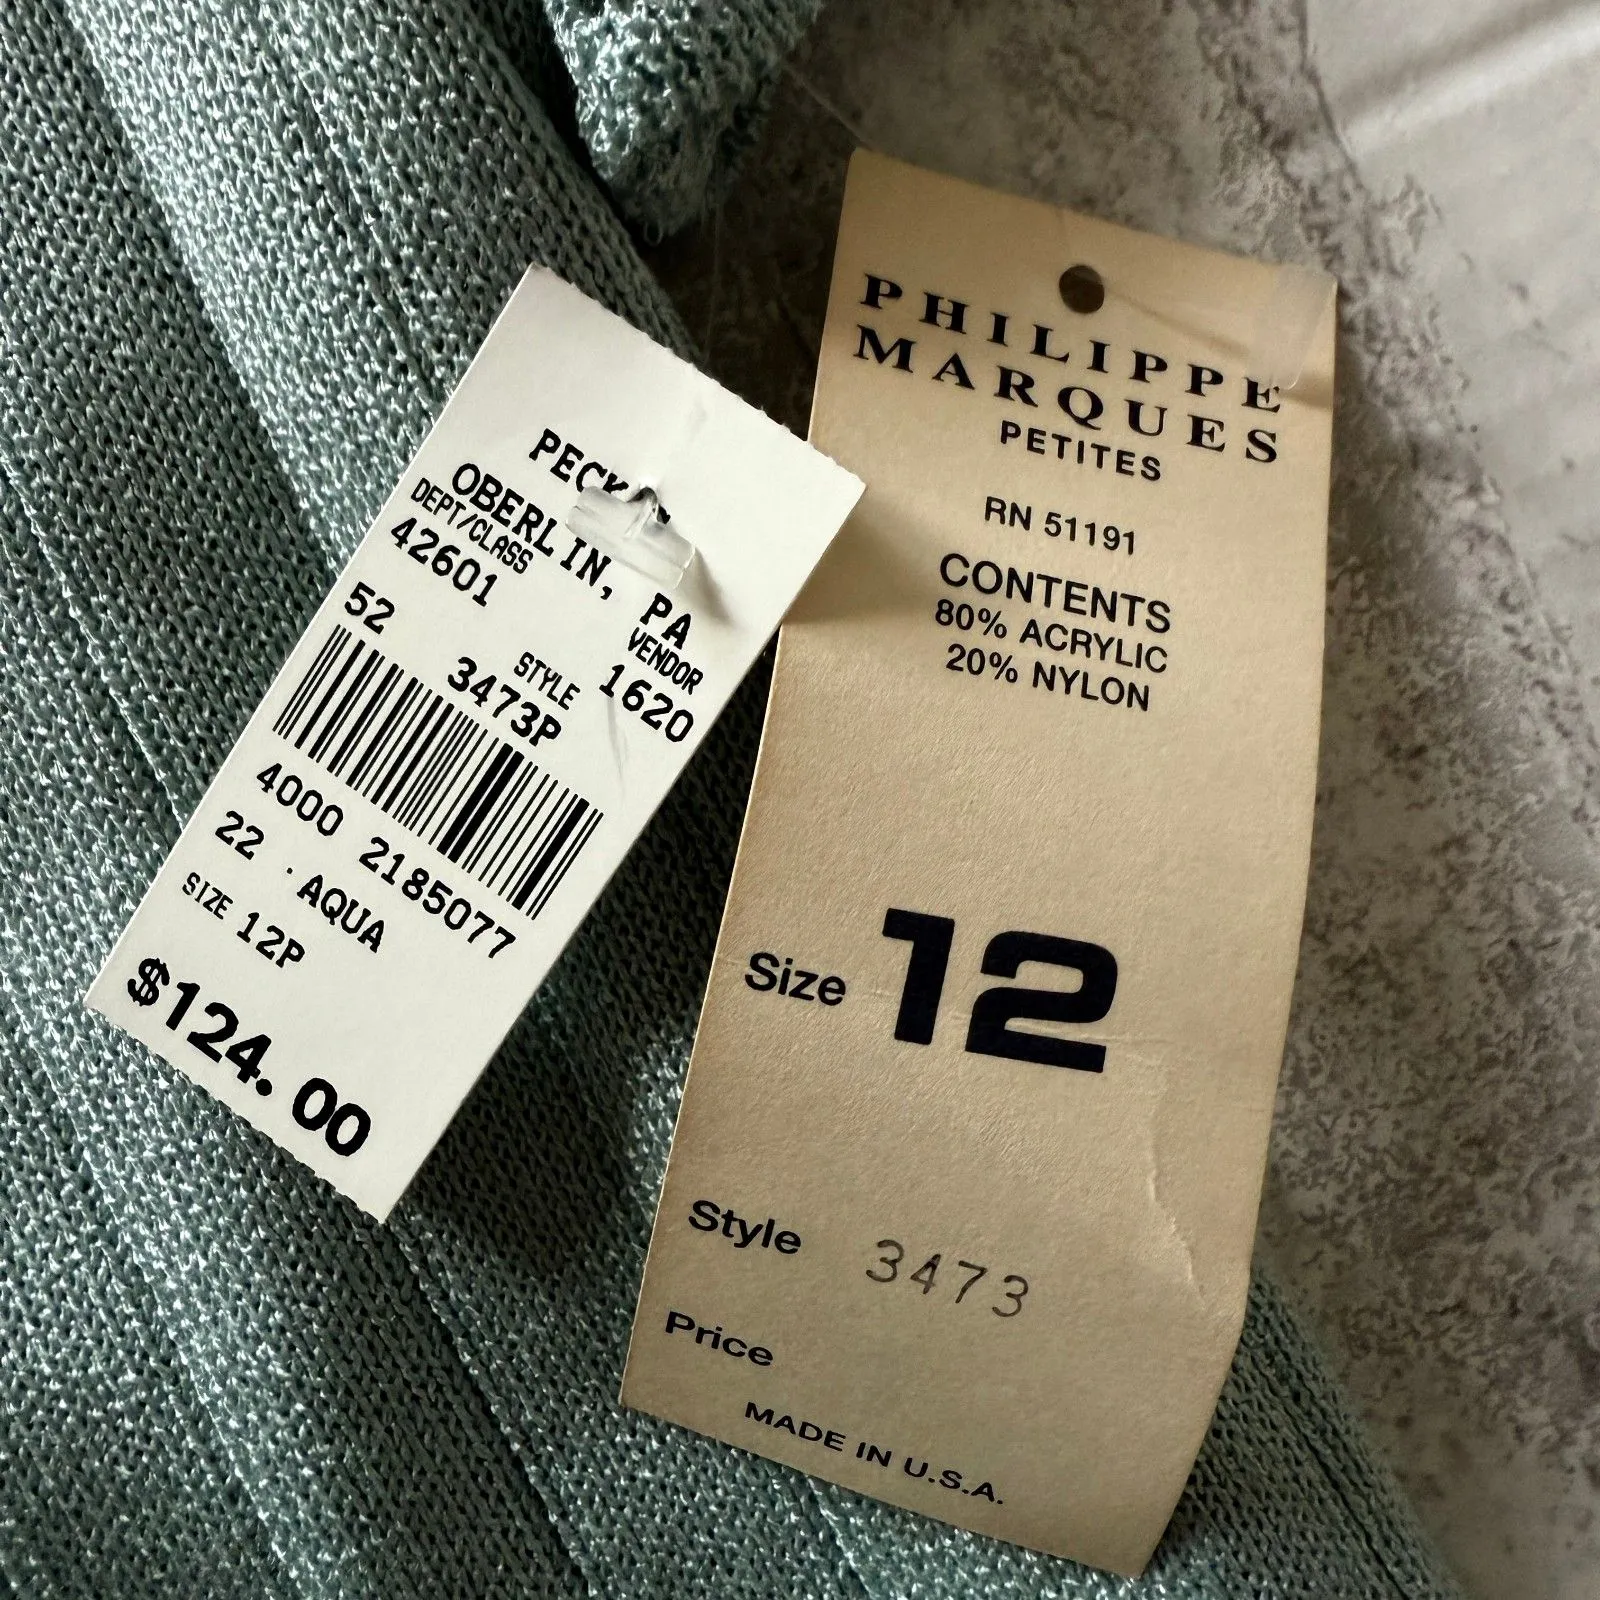 OBERLIN, PA
DEPT/CLASS
VENDOR
42601
1620
52
STYLE
3473P
4000 2185077
22 AQUA
SIZE 12P
$124.00
PHILIPPE
MARQUES
PETITES
RN 51191
CONTENTS
80% ACRYLIC
20% NYLON
Size 12
Style 3473
Price
MADE IN U.S.A.